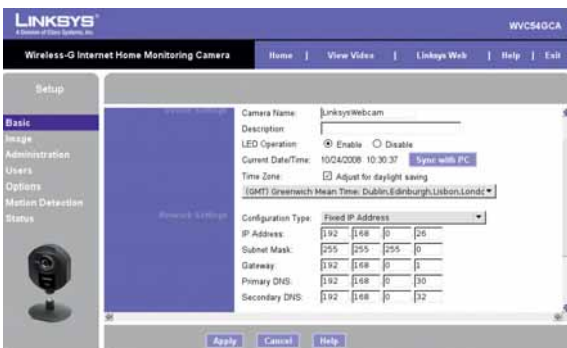 LINKSYS®
A Division of Cisco Systems, Inc.
WVC54GCA
Wireless-G Internet Home Monitoring Camera
Home | View Video | Linksys Web | Help | Exit
Setup
Basic
Image
Administration
Users
Options
Motion Detection
Status
Camera Name: LinksysWebcam
Description:
LED Operation: Enable Disable
Current Date/Time: 10/24/2008 10:30:37 Sync with PC
Time Zone: Adjust for daylight saving
(GMT) Greenwich Mean Time: Dublin,Edinburgh,Lisbon,Londc
Network Settings
Configuration Type: Fixed IP Address
IP Address: 192 168 0 26
Subnet Mask: 255 255 255 0
Gateway: 192 168 0 1
Primary DNS: 192 168 0 30
Secondary DNS: 192 168 0 32
Apply Cancel Help